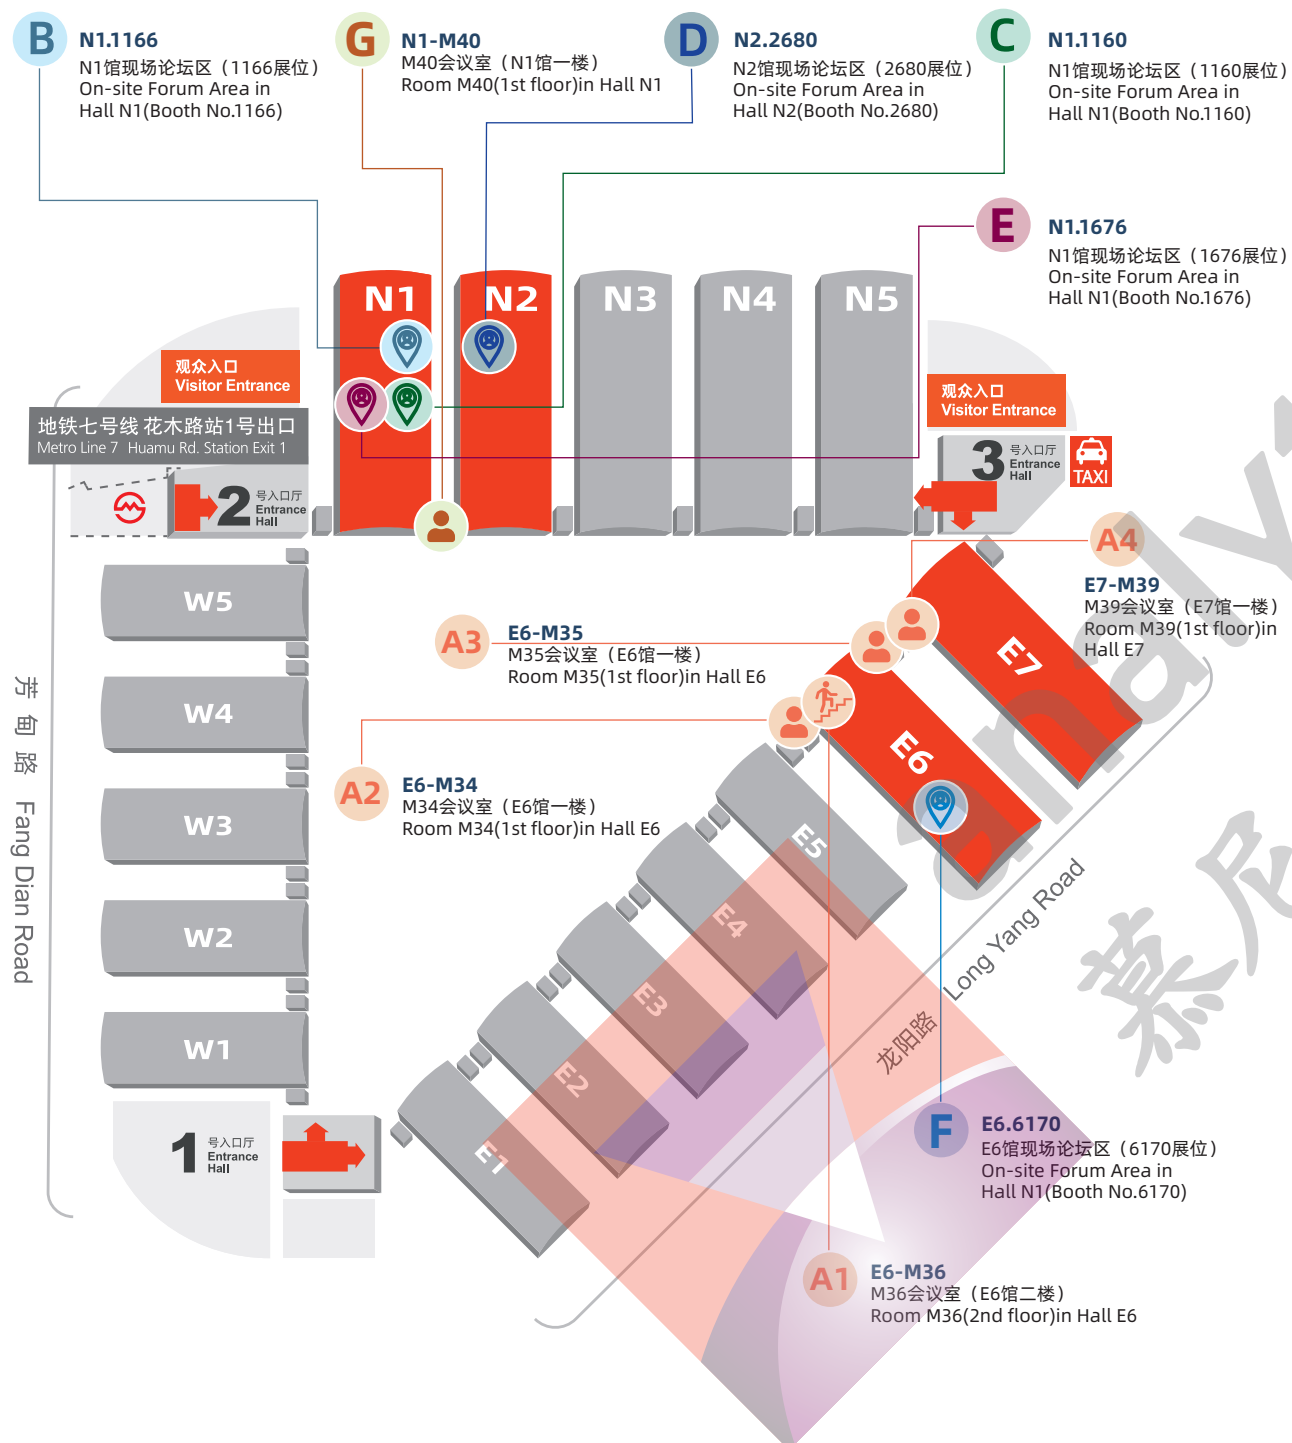 B
N1.1166
N1馆现场论坛区（1166展位）
On-site Forum Area in
Hall N1(Booth No.1166)
G
N1-M40
M40会议室（N1馆一楼）
Room M40(1st floor)in Hall N1
D
N2.2680
N2馆现场论坛区（2680展位）
On-site Forum Area in
Hall N2(Booth No.2680)
C
N1.1160
N1馆现场论坛区（1160展位）
On-site Forum Area in
Hall N1(Booth No.1160)
E
N1.1676
N1馆现场论坛区（1676展位）
On-site Forum Area in
Hall N1(Booth No.1676)
N1
N2
N3
N4
N5
观众入口
Visitor Entrance
地铁七号线 花木路站1号出口
Metro Line 7 Huamu Rd. Station Exit 1
2
号入口厅
Entrance
Hall
观众入口
Visitor Entrance
3
号入口厅
Entrance
Hall
TAXI
A4
E7-M39
M39会议室（E7馆一楼）
Room M39(1st floor)in
Hall E7
A3
E6-M35
M35会议室（E6馆一楼）
Room M35(1st floor)in Hall E6
A2
E6-M34
M34会议室（E6馆一楼）
Room M34(1st floor)in Hall E6
W5
W4
W3
W2
W1
芳甸路 Fang Dian Road
E7
E6
E5
E4
E3
E2
E1
龙阳路 Long Yang Road
1
号入口厅
Entrance
Hall
F
E6.6170
E6馆现场论坛区（6170展位）
On-site Forum Area in
Hall N1(Booth No.6170)
A1
E6-M36
M36会议室（E6馆二楼）
Room M36(2nd floor)in Hall E6
慕尼